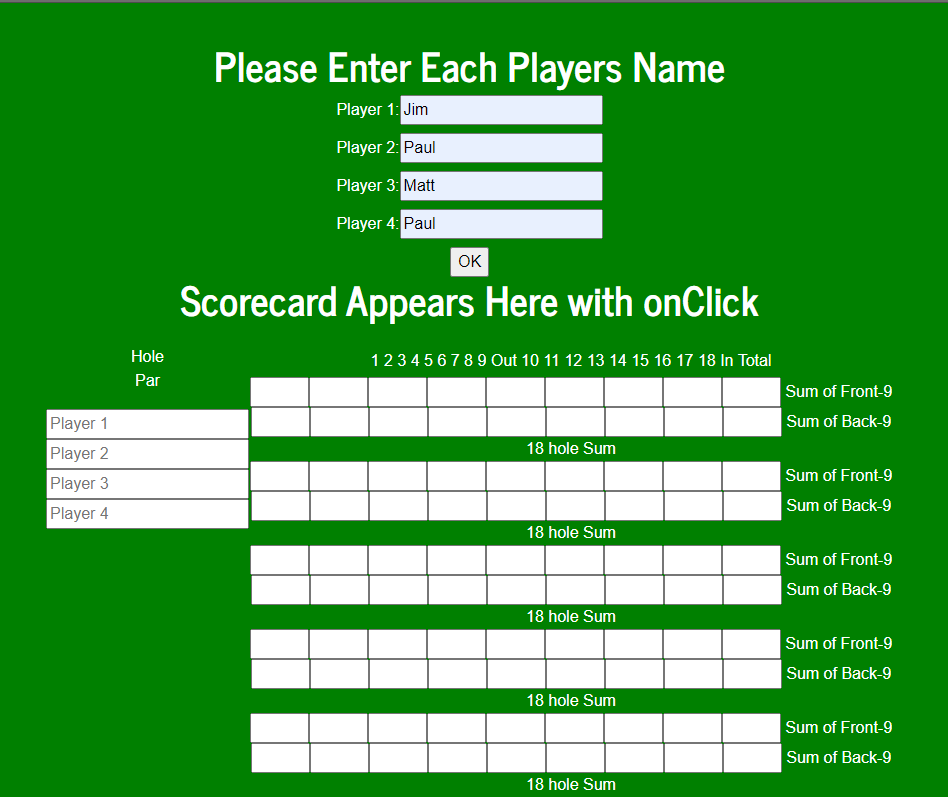 Please Enter Each Players Name
Player 1: Jim
Player 2: Paul
Player 3: Matt
Player 4: Paul
OK
Scorecard Appears Here with onClick
Hole
Par
1 2 3 4 5 6 7 8 9 Out 10 11 12 13 14 15 16 17 18 In Total
Player 1
Player 2
Player 3
Player 4
Sum of Front-9
Sum of Back-9
18 hole Sum
Sum of Front-9
Sum of Back-9
18 hole Sum
Sum of Front-9
Sum of Back-9
18 hole Sum
Sum of Front-9
Sum of Back-9
18 hole Sum
Sum of Front-9
Sum of Back-9
18 hole Sum